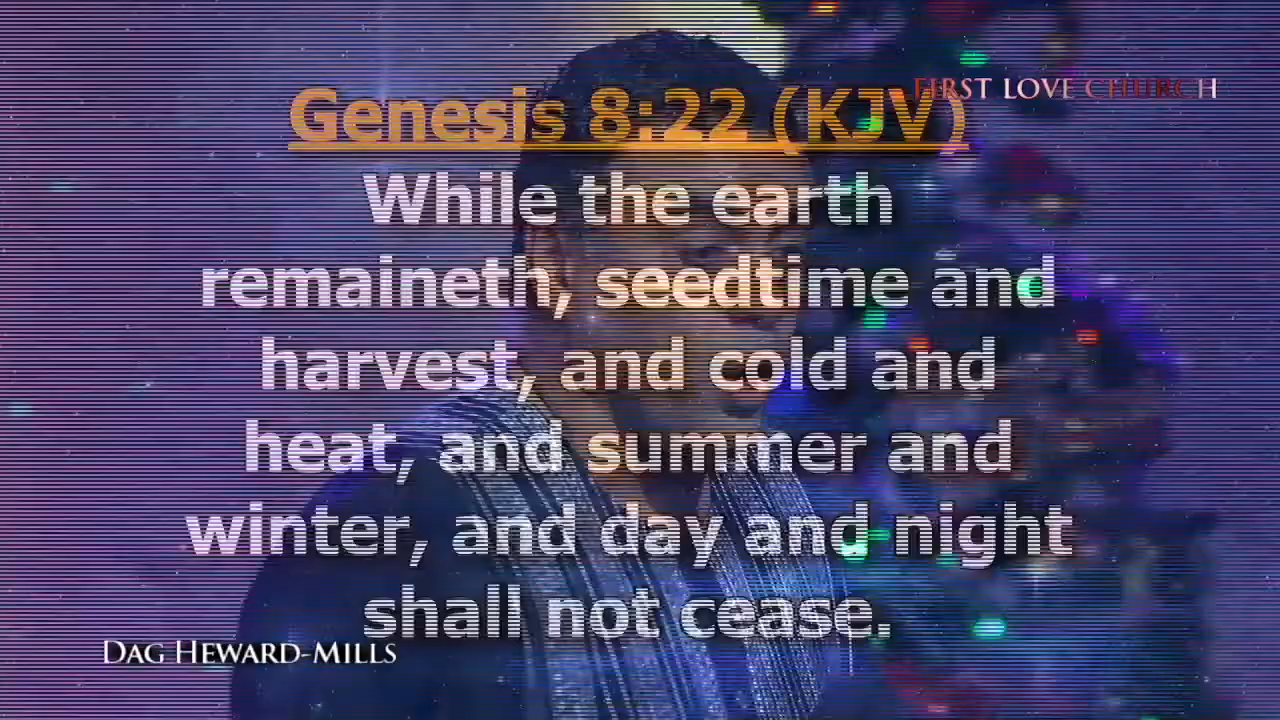 FIRST LOVE CHURCH
Genesis 8:22 (KJV)
While the earth
remaineth, seedtime and
harvest, and cold and
heat, and summer and
winter, and day and night
shall not cease.
DAG HEWARD-MILLS